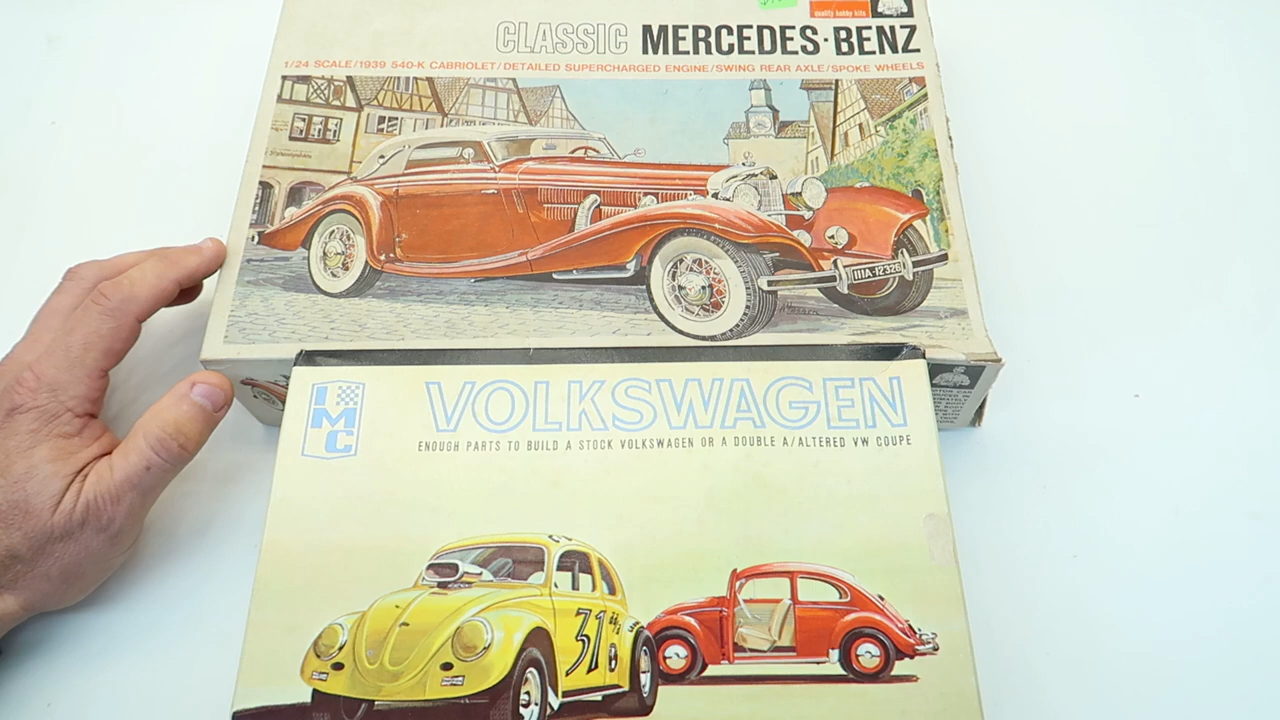 quality hobby kits
CLASSIC MERCEDES·BENZ
1/24 SCALE/1939 540-K CABRIOLET/DETAILED SUPERCHARGED ENGINE/SWING REAR AXLE/SPOKE WHEELS
IIIA-12326
IMC
VOLKSWAGEN
ENOUGH PARTS TO BUILD A STOCK VOLKSWAGEN OR A DOUBLE A/ALTERED VW COUPE
31